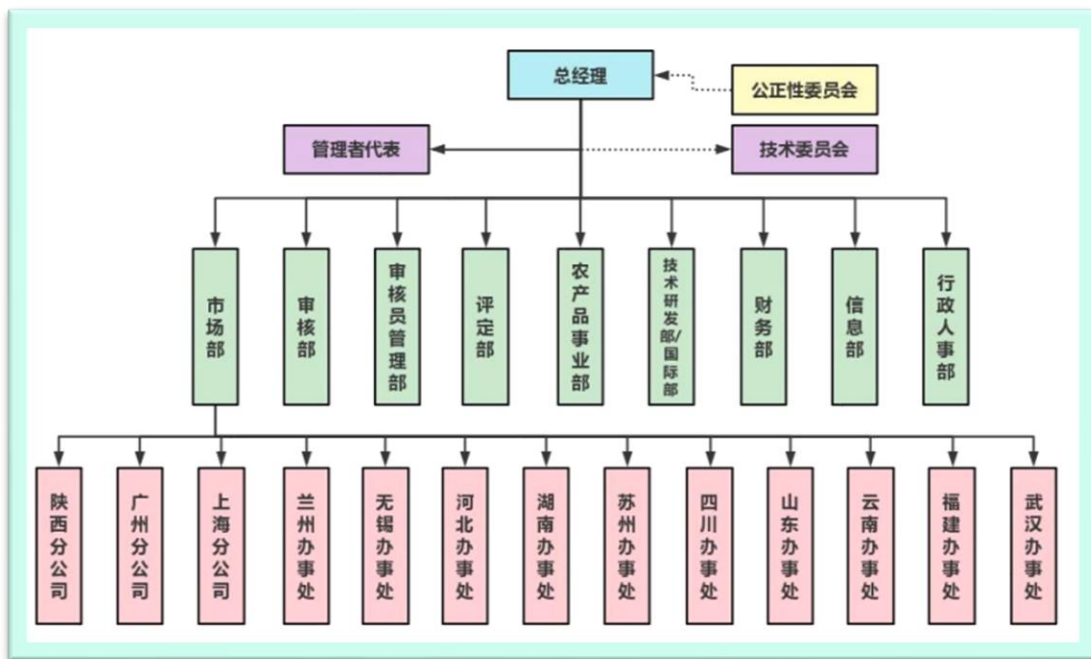 总经理
公正性委员会
管理者代表
技术委员会
市场部
审核部
审核员管理部
评定部
农产品事业部
技术研发部/国际部
财务部
信息部
行政人事部
陕西分公司
广州分公司
上海分公司
兰州办事处
无锡办事处
河北办事处
湖南办事处
苏州办事处
四川办事处
山东办事处
云南办事处
福建办事处
武汉办事处